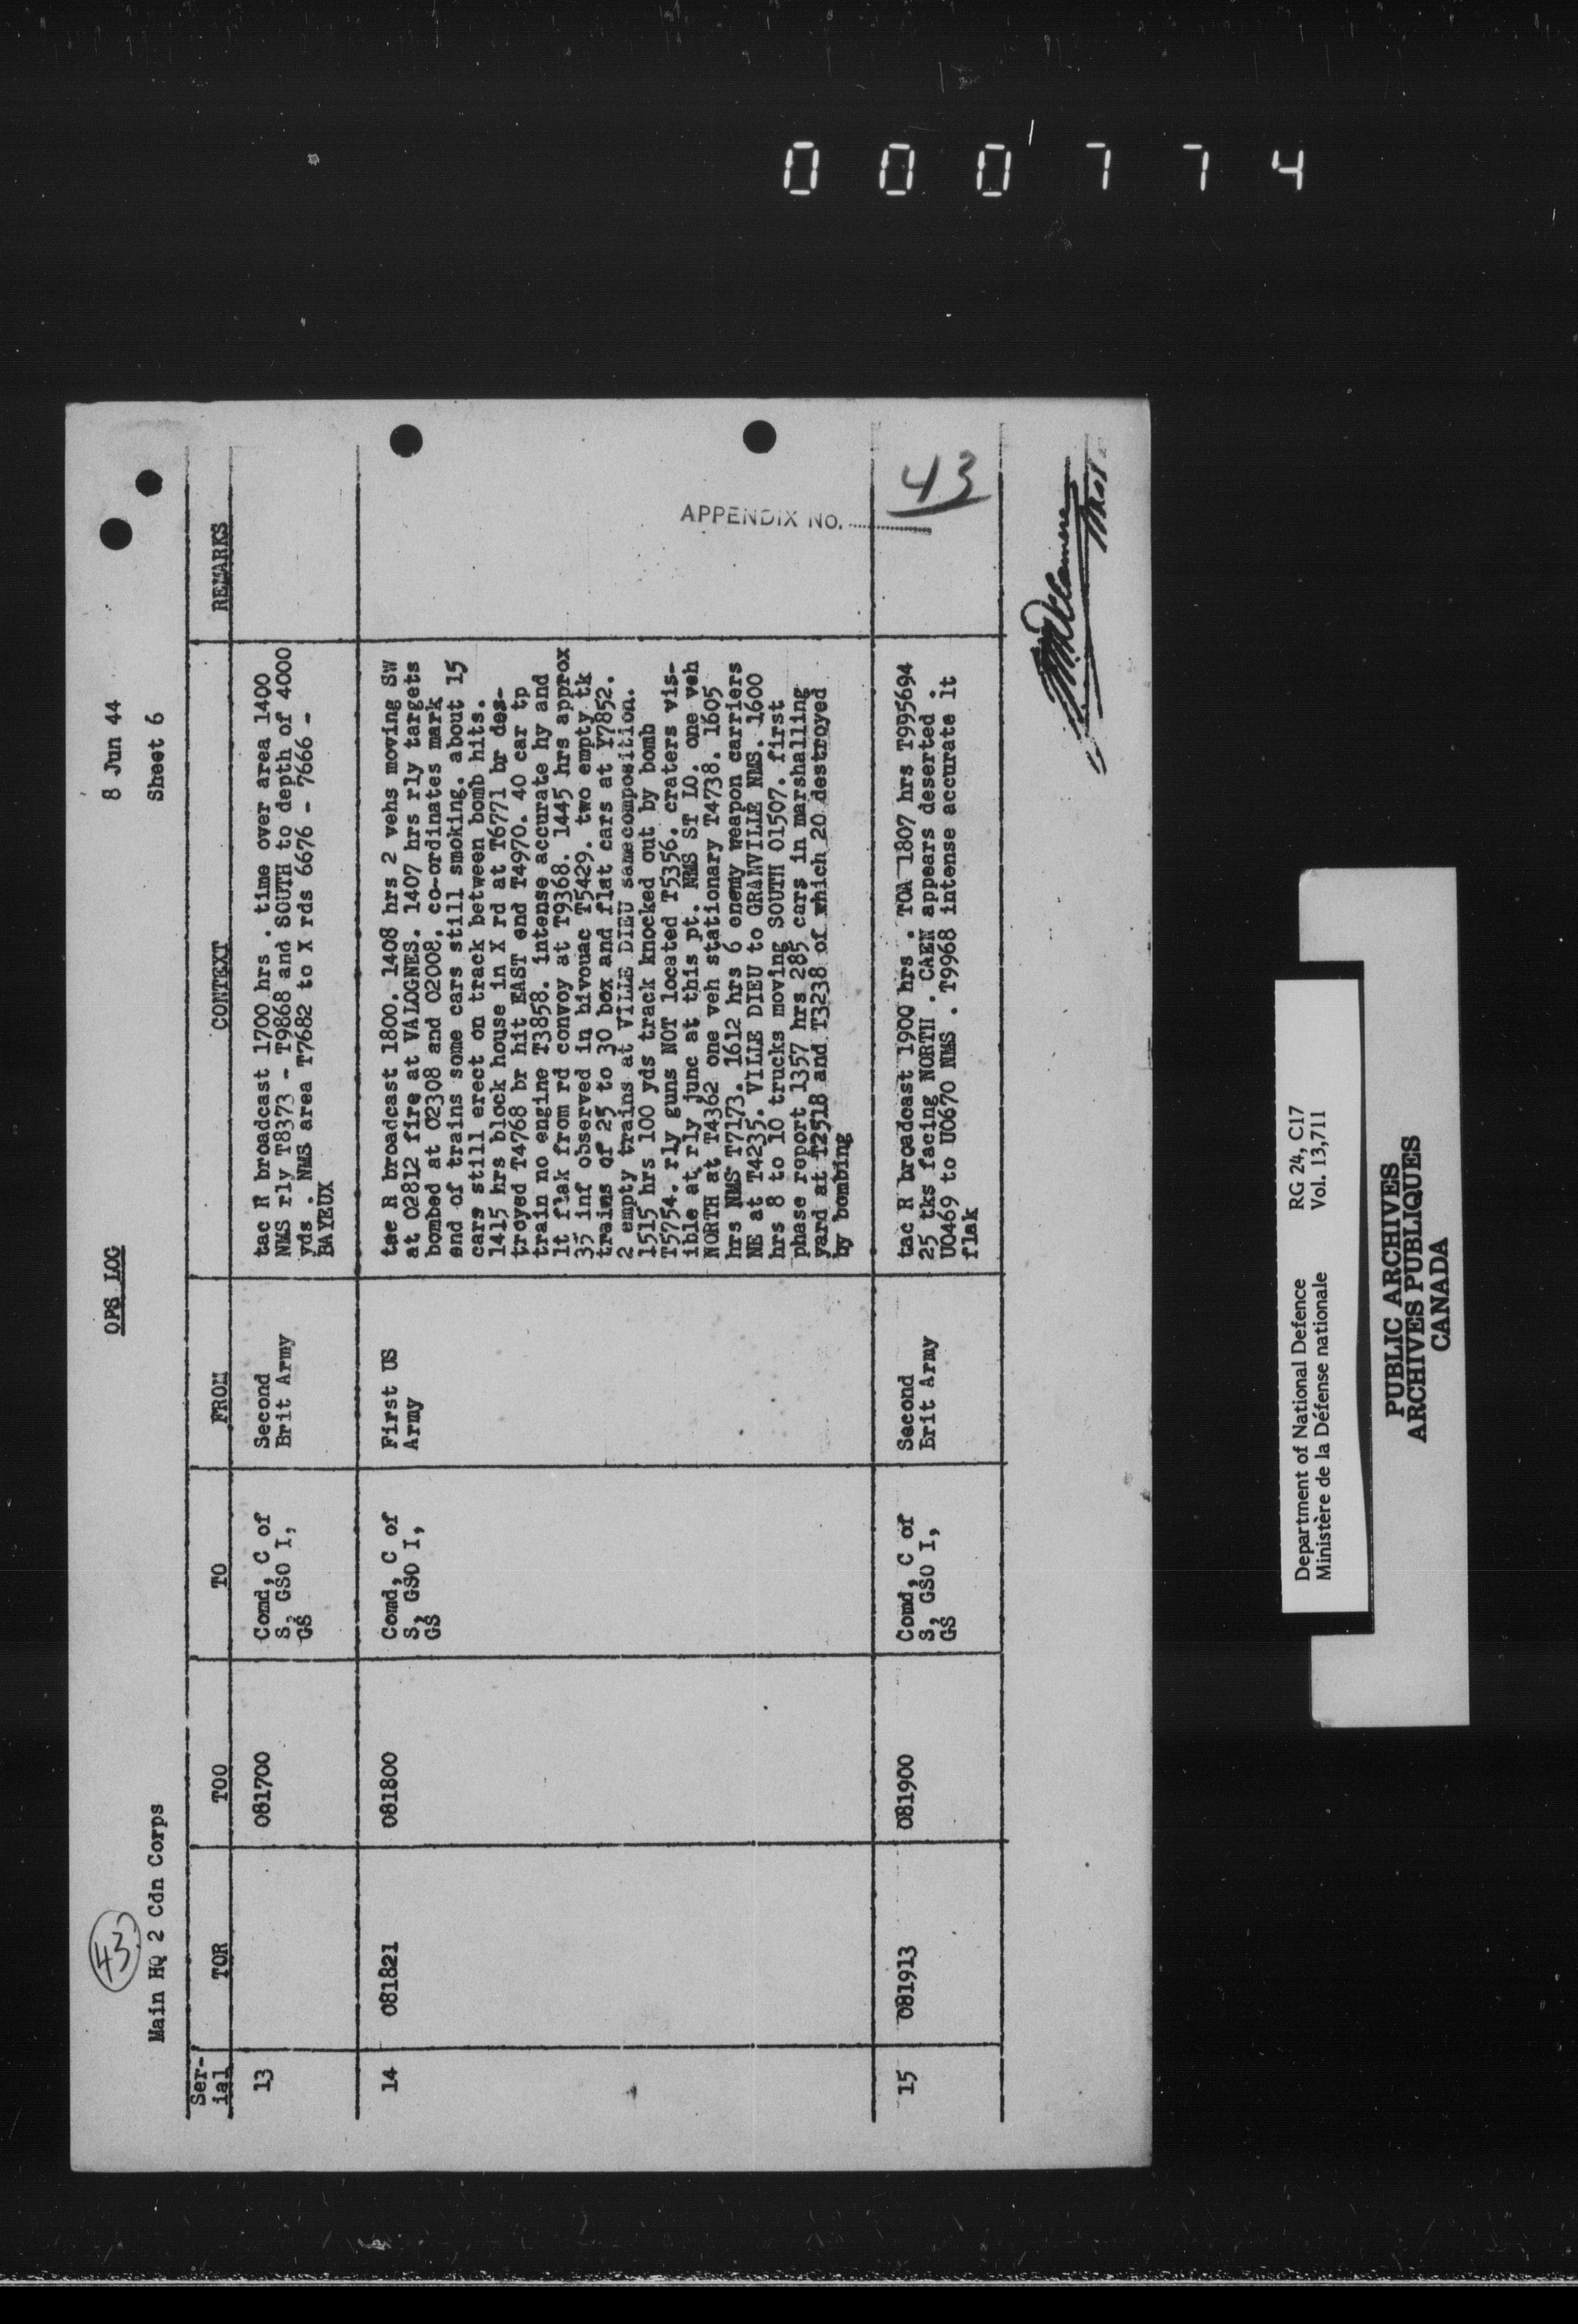 000774
43
OPS LOG
8 Jun 44
Main HQ 2 Cdn Corps
Sheet 6
Ser-
ial TOR TOO TO FROM CONTEXT REMARKS
13 081700
Comd, C of
S, GSO I,
GS
Second
Brit Army
tac R broadcast 1700 hrs . time over area 1400
NMS rly T8373 - T9868 and SOUTH to depth of 4000
yds . NMS area T7682 to X rds 6676 - 7666 -
BAYEUX
14 081821 081800
Comd, C of
S, GSO I,
GS
First US
Army
tac R broadcast 1800. 1408 hrs 2 vehs moving SW
at O2812 fire at VALOGNES. 1407 hrs rly targets
bombed at O2308 and O2008, co-ordinates mark
end of trains some cars still smoking. about 15
cars still erect on track between bomb hits.
1415 hrs block house in X rd at T6771 br des-
troyed T4768 br hit EAST end T4970. 40 car tp
train no engine T3858. intense accurate hy and
lt flak from rd convoy at T9368. 1445 hrs approx
35 inf observed in bivouac T5429. two empty tk
trains of 25 to 30 box and flat cars at Y7852.
2 empty trains at VILLE DIEU samecomposition.
1515 hrs 100 yds track knocked out by bomb
T5754. rly guns NOT located T5356. craters vis-
ible at rly junc at this pt. NMS ST LO. one veh
NORTH at T4362 one veh stationary T4738. 1605
hrs NMS T7173. 1612 hrs 6 enemy weapon carriers
NE at T4235. VILLE DIEU to GRANVILLE NMS. 1600
hrs 8 to 10 trucks moving SOUTH O1507. first
phase report 1357 hrs 285 cars in marshalling
yard at T2518 and T3238 of which 20 destroyed
by bombing
APPENDIX No.
43
15 081913 081900
Comd, C of
S, GSO I,
GS
Second
Brit Army
tac R broadcast 1900 hrs . TOA 1807 hrs T995694
25 tks facing NORTH . CAEN appears deserted .
U0469 to U0670 NMS . T9968 intense accurate lt
flak
Department of National Defence RG 24, C17
Ministère de la Défense nationale Vol. 13,711
PUBLIC ARCHIVES
ARCHIVES PUBLIQUES
CANADA